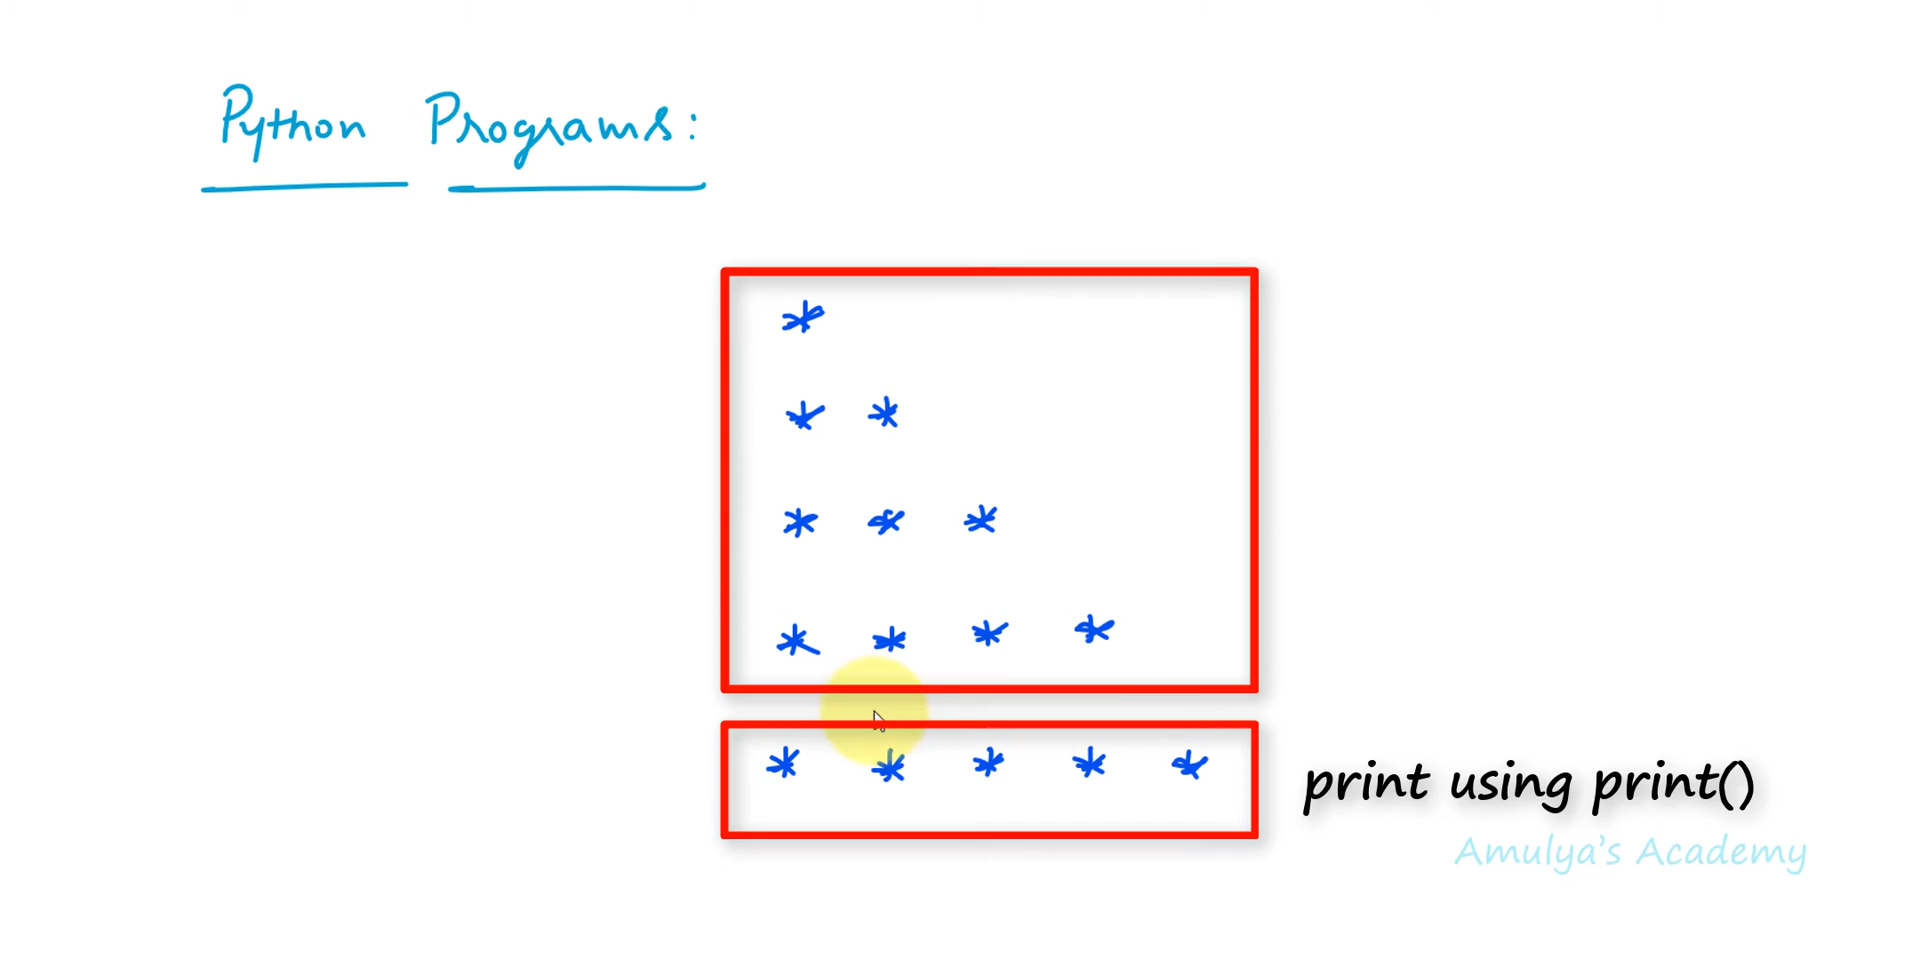 Python Programs:
*
* *
* * *
* * * *
* * * * *
print using print()
Amulya's Academy